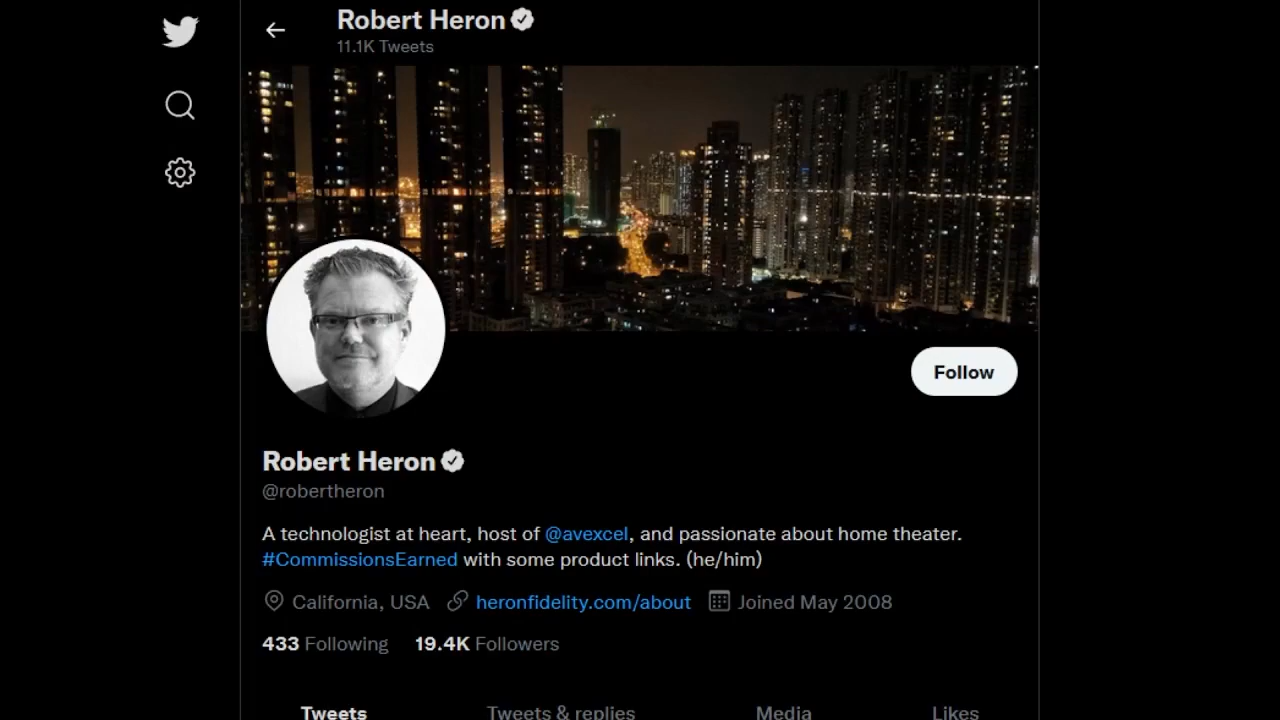 Robert Heron
11.1K Tweets
Follow
Robert Heron
@robertheron
A technologist at heart, host of @avexcel, and passionate about home theater.
#CommissionsEarned with some product links. (he/him)
California, USA heronfidelity.com/about Joined May 2008
433 Following 19.4K Followers
Tweets Tweets & replies Media Likes